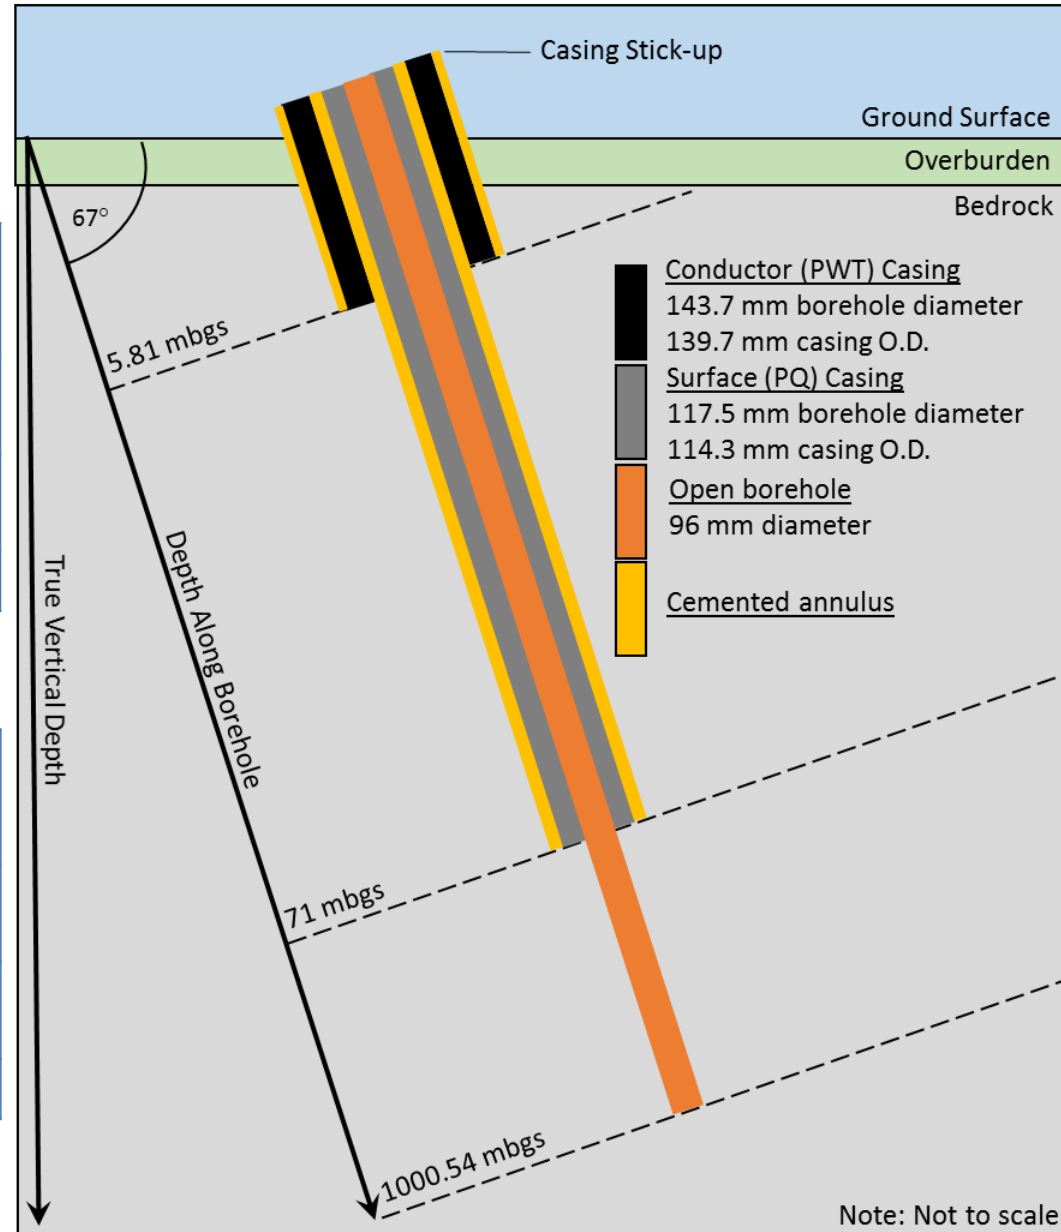 Casing Stick-up
Ground Surface
Overburden
Bedrock
67°
5.81 mbgs
Conductor (PWT) Casing
143.7 mm borehole diameter
139.7 mm casing O.D.
Surface (PQ) Casing
117.5 mm borehole diameter
114.3 mm casing O.D.
Open borehole
96 mm diameter
Cemented annulus
True Vertical Depth
Depth Along Borehole
71 mbgs
1000.54 mbgs
Note: Not to scale